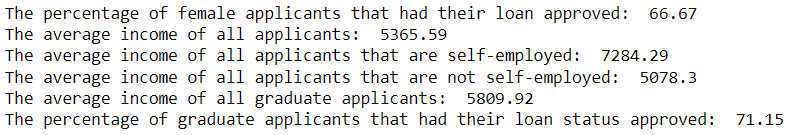 The percentage of female applicants that had their loan approved:  66.67
The average income of all applicants:  5365.59
The average income of all applicants that are self-employed:  7284.29
The average income of all applicants that are not self-employed:  5078.3
The average income of all graduate applicants:  5809.92
The percentage of graduate applicants that had their loan status approved:  71.15